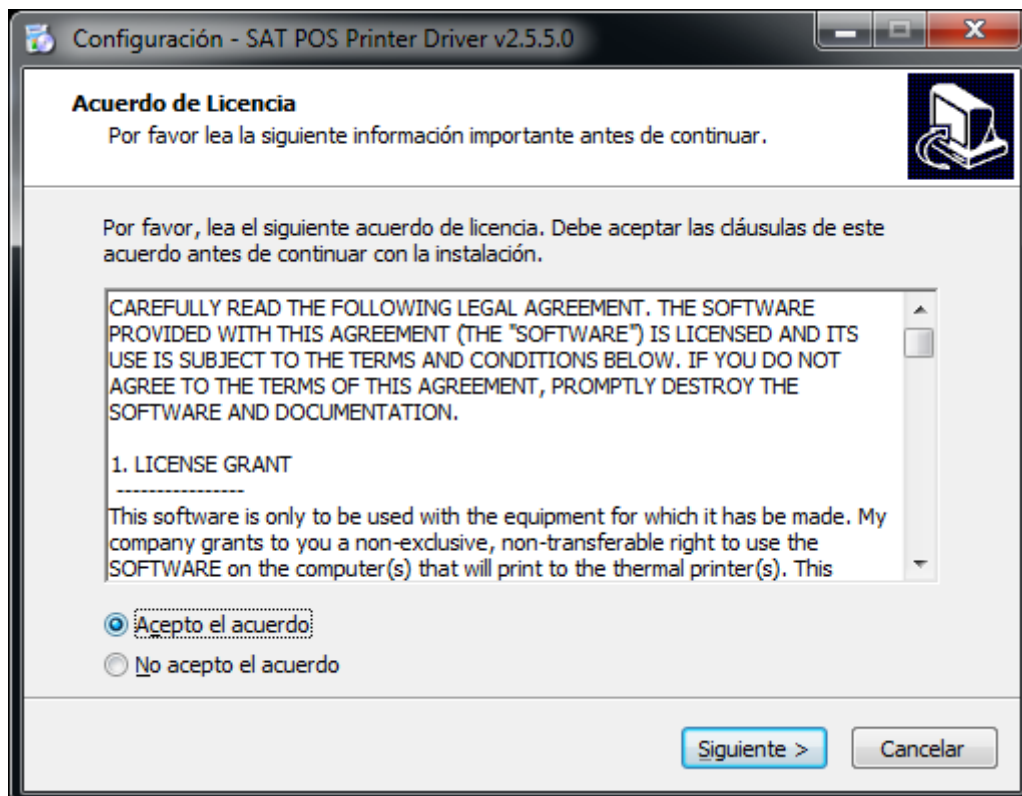 Configuración - SAT POS Printer Driver v2.5.5.0
Acuerdo de Licencia
Por favor lea la siguiente información importante antes de continuar.
Por favor, lea el siguiente acuerdo de licencia. Debe aceptar las cláusulas de este
acuerdo antes de continuar con la instalación.
CAREFULLY READ THE FOLLOWING LEGAL AGREEMENT. THE SOFTWARE
PROVIDED WITH THIS AGREEMENT (THE "SOFTWARE") IS LICENSED AND ITS
USE IS SUBJECT TO THE TERMS AND CONDITIONS BELOW. IF YOU DO NOT
AGREE TO THE TERMS OF THIS AGREEMENT, PROMPTLY DESTROY THE
SOFTWARE AND DOCUMENTATION.
1. LICENSE GRANT
----------------
This software is only to be used with the equipment for which it has be made. My
company grants to you a non-exclusive, non-transferable right to use the
SOFTWARE on the computer(s) that will print to the thermal printer(s). This
Acepto el acuerdo
No acepto el acuerdo
Siguiente >
Cancelar